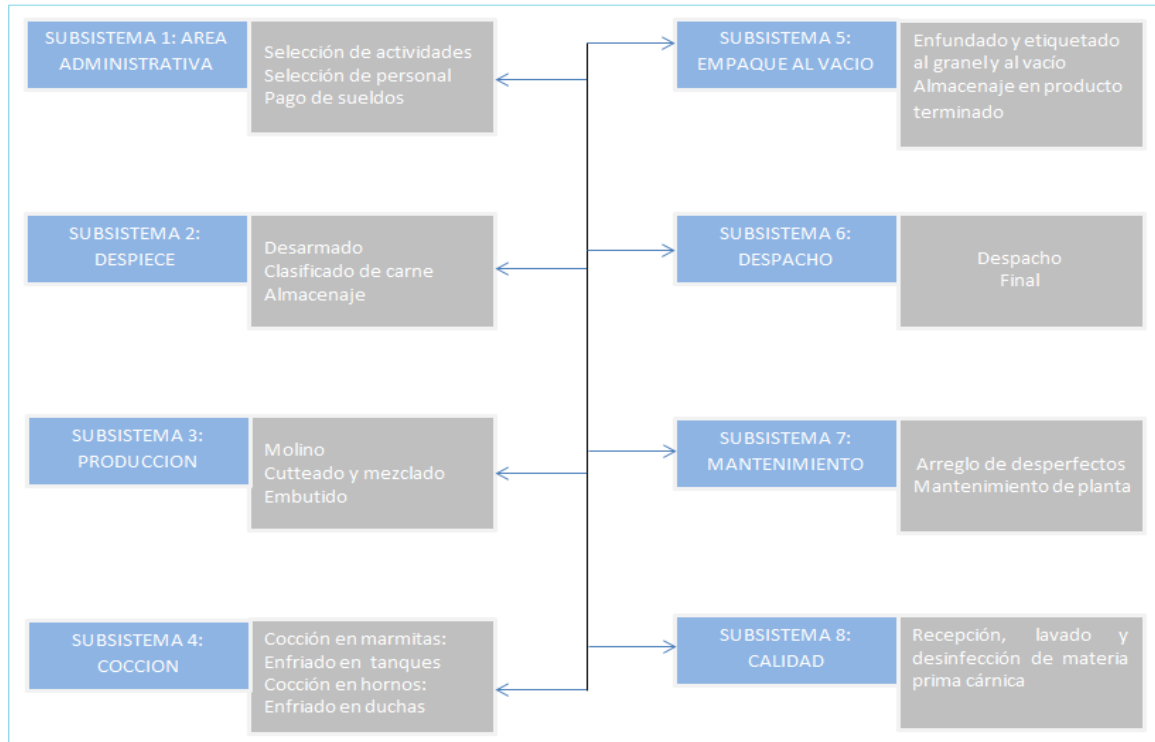 SUBSISTEMA 1: AREA
ADMINISTRATIVA
Selección de actividades
Selección de personal
Pago de sueldos
SUBSISTEMA 2:
DESPIECE
Desarmado
Clasificado de carne
Almacenaje
SUBSISTEMA 3:
PRODUCCION
Molino
Cutteado y mezclado
Embutido
SUBSISTEMA 4:
COCCION
Cocción en marmitas:
Enfriado en tanques
Cocción en hornos:
Enfriado en duchas
SUBSISTEMA 5:
EMPAQUE AL VACIO
Enfundado y etiquetado
al granel y al vacío
Almacenaje en producto
terminado
SUBSISTEMA 6:
DESPACHO
Despacho
Final
SUBSISTEMA 7:
MANTENIMIENTO
Arreglo de desperfectos
Mantenimiento de planta
SUBSISTEMA 8:
CALIDAD
Recepción, lavado y
desinfección de materia
prima cárnica